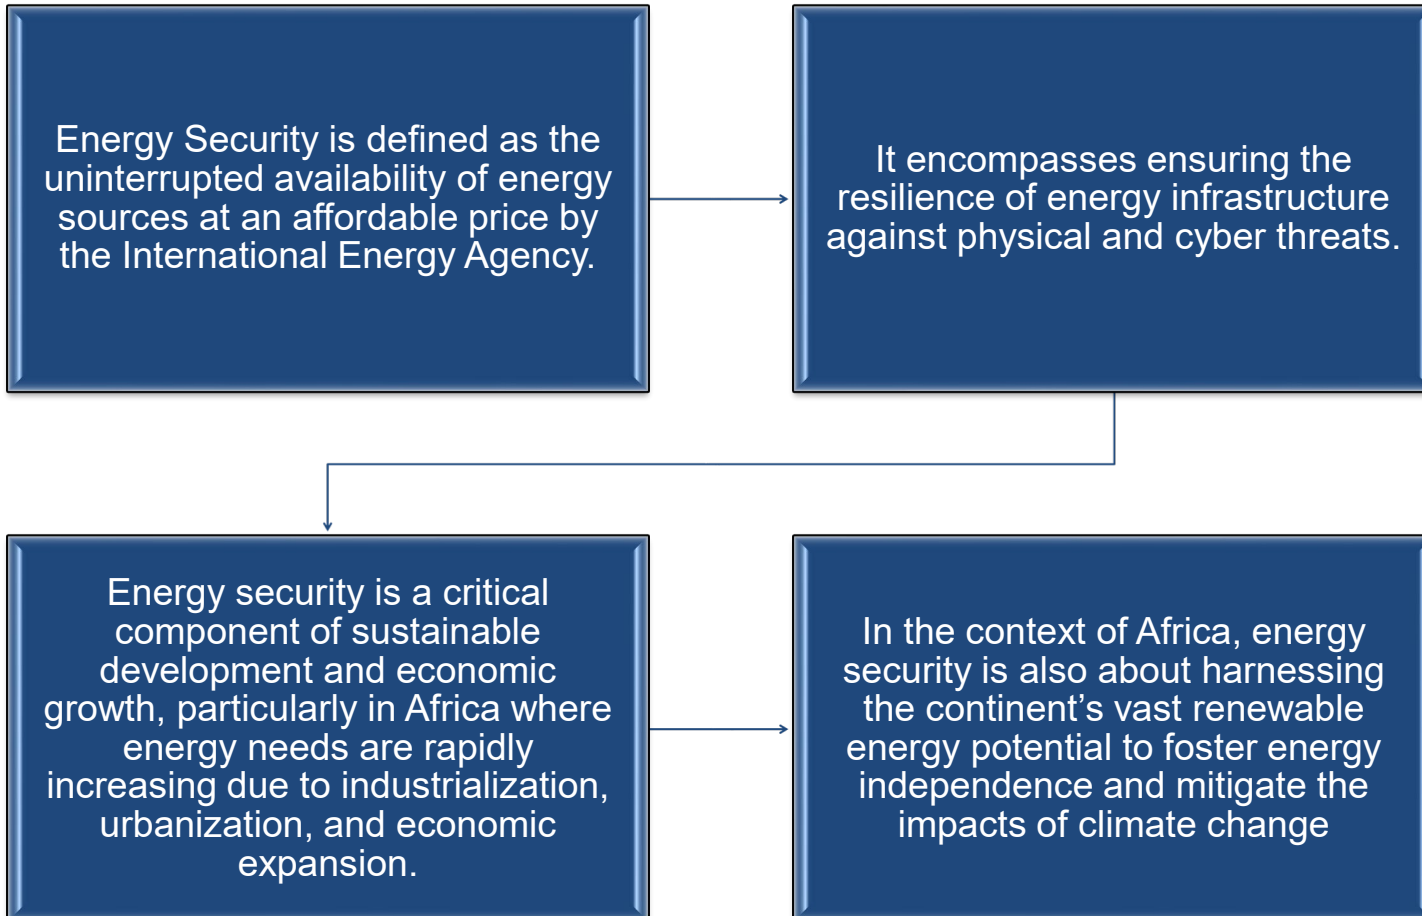 Energy Security is defined as the
uninterrupted availability of energy
sources at an affordable price by
the International Energy Agency.
It encompasses ensuring the
resilience of energy infrastructure
against physical and cyber threats.
Energy security is a critical
component of sustainable
development and economic
growth, particularly in Africa where
energy needs are rapidly
increasing due to industrialization,
urbanization, and economic
expansion.
In the context of Africa, energy
security is also about harnessing
the continent’s vast renewable
energy potential to foster energy
independence and mitigate the
impacts of climate change